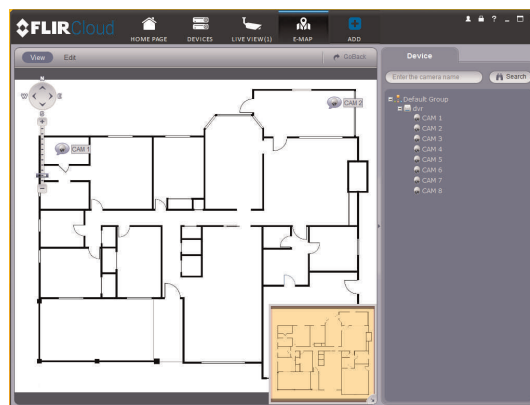 FLIR Cloud
HOME PAGE
DEVICES
LIVE VIEW(1)
E-MAP
ADD
?
View
Edit
GoBack
Device
Enter the camera name
Search
N
W
E
S
CAM 1
CAM 2
Default Group
dvr
CAM 1
CAM 2
CAM 3
CAM 4
CAM 5
CAM 6
CAM 7
CAM 8